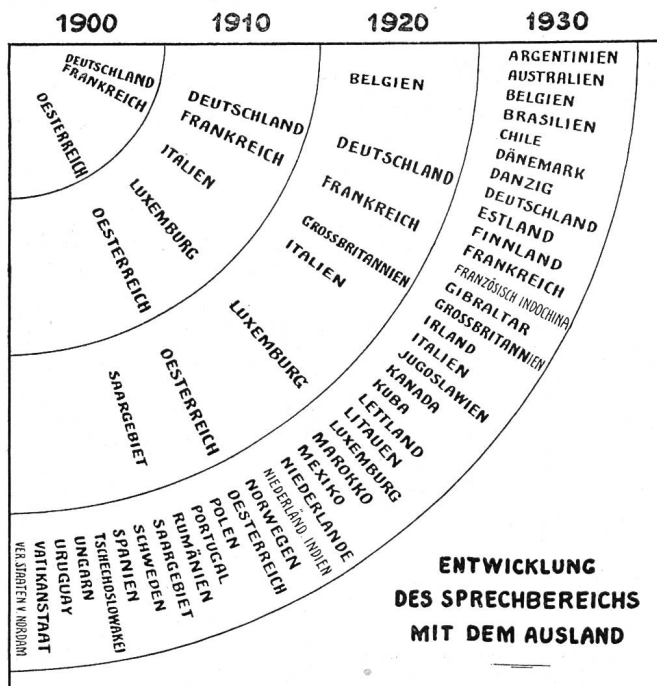 1900 1910 1920 1930
DEUTSCHLAND
FRANKREICH
OESTERREICH
DEUTSCHLAND
FRANKREICH
ITALIEN
LUXEMBURG
OESTERREICH
BELGIEN
DEUTSCHLAND
FRANKREICH
GROSSBRITANNIEN
ITALIEN
LUXEMBURG
OESTERREICH
SAARGEBIET
ARGENTINIEN
AUSTRALIEN
BELGIEN
BRASILIEN
CHILE
DÄNEMARK
DANZIG
DEUTSCHLAND
ESTLAND
FINNLAND
FRANKREICH
FRANZÖSISCH INDOCHINA
GIBRALTAR
GROSSBRITANNIEN
IRLAND
ITALIEN
JUGOSLAWIEN
KANADA
KUBA
LETTLAND
LITAUEN
LUXEMBURG
MAROKKO
MEXIKO
NIEDERLANDE
NIEDERLÄND. INDIEN
NORWEGEN
OESTERREICH
POLEN
PORTUGAL
RUMÄNIEN
SAARGEBIET
SCHWEDEN
SPANIEN
TSCHECHOSLOWAKEI
UNGARN
URUGUAY
VATIKANSTAAT
VER. STAATEN V. NORDAM
ENTWICKLUNG
DES SPRECHBEREICHS
MIT DEM AUSLAND